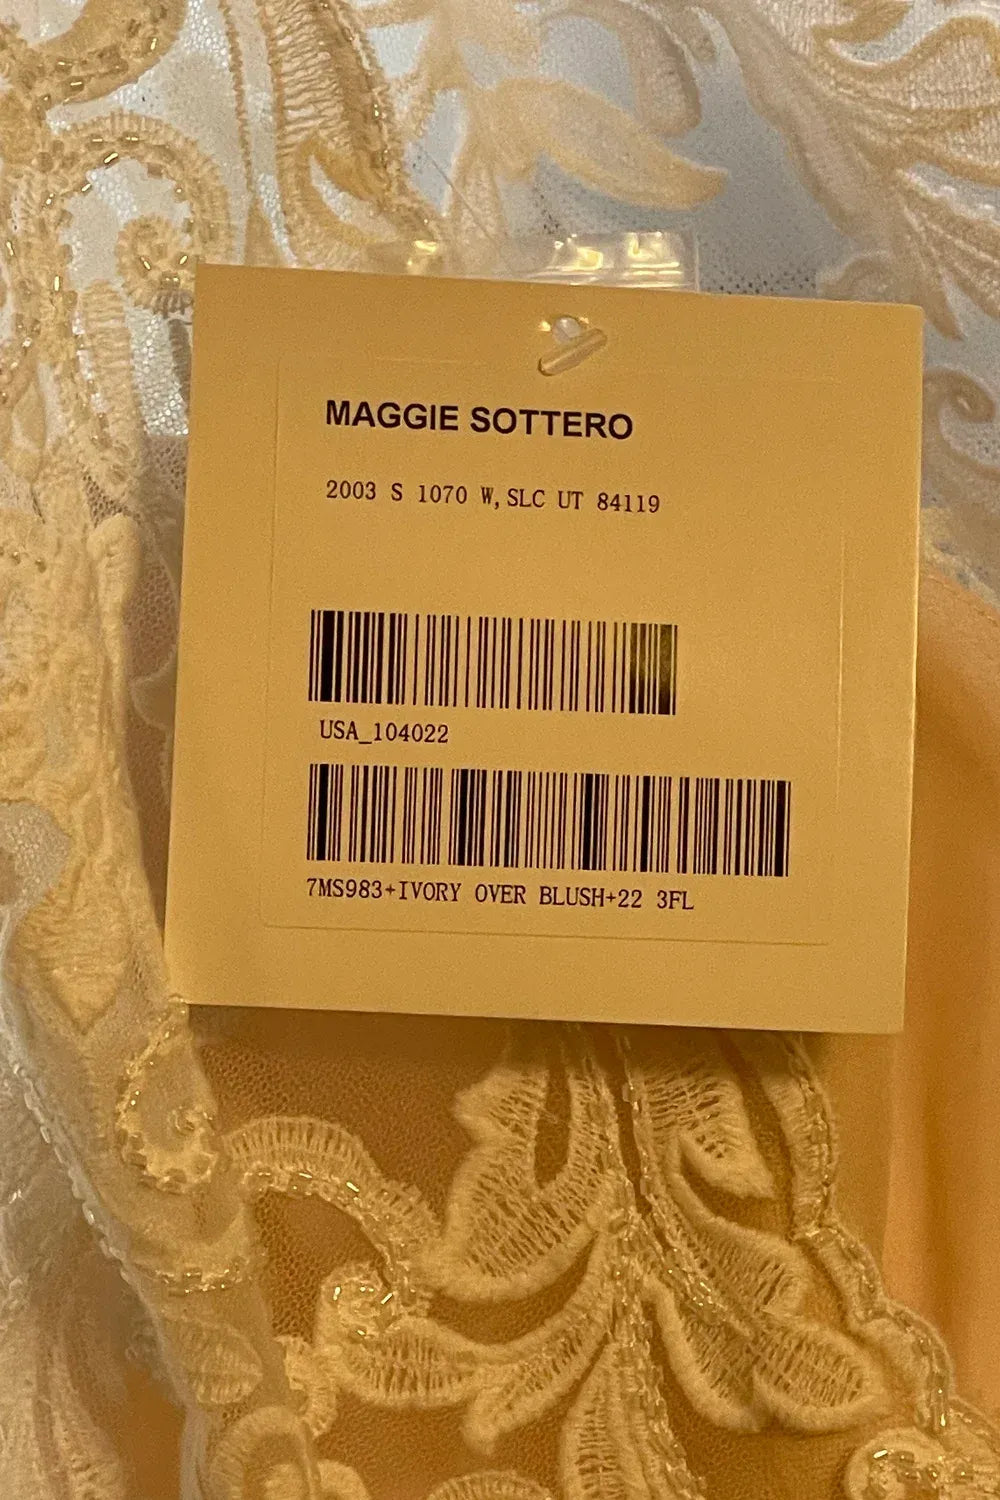 MAGGIE SOTTERO
2003 S 1070 W, SLC UT 84119
USA_104022
7MS983+IVORY OVER BLUSH+22 3FL